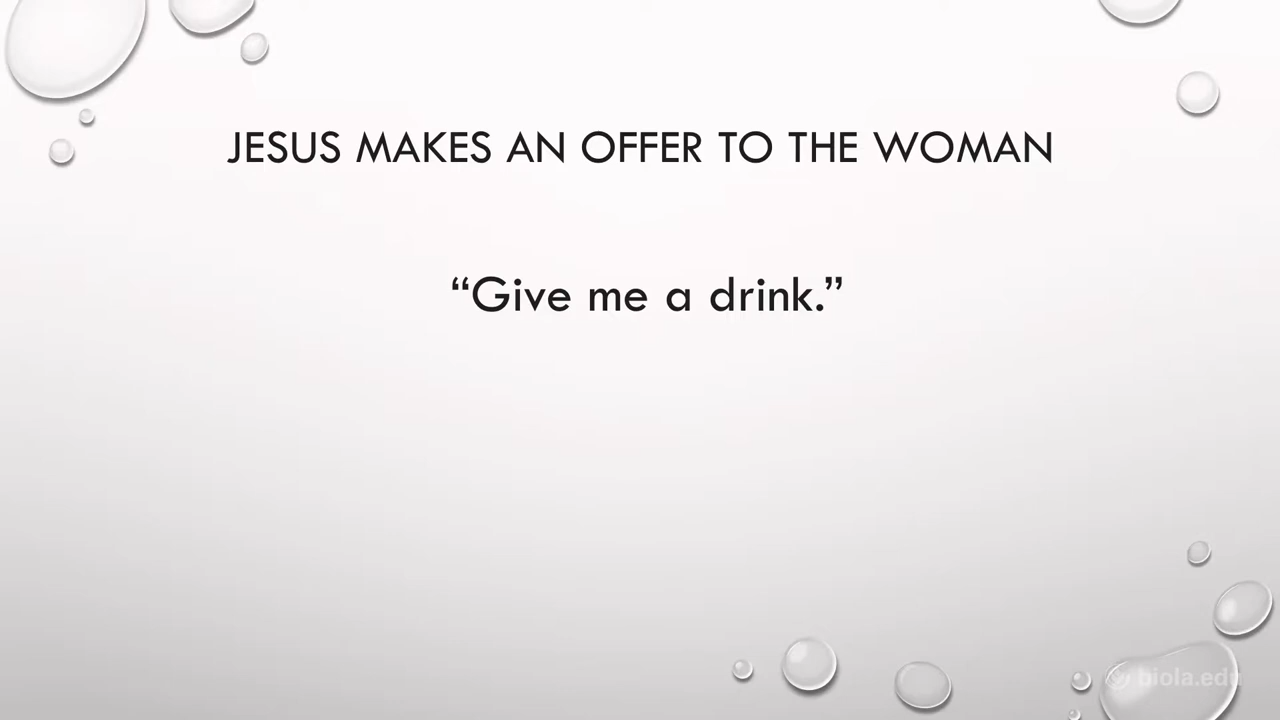 JESUS MAKES AN OFFER TO THE WOMAN
“Give me a drink.”
biola.edu